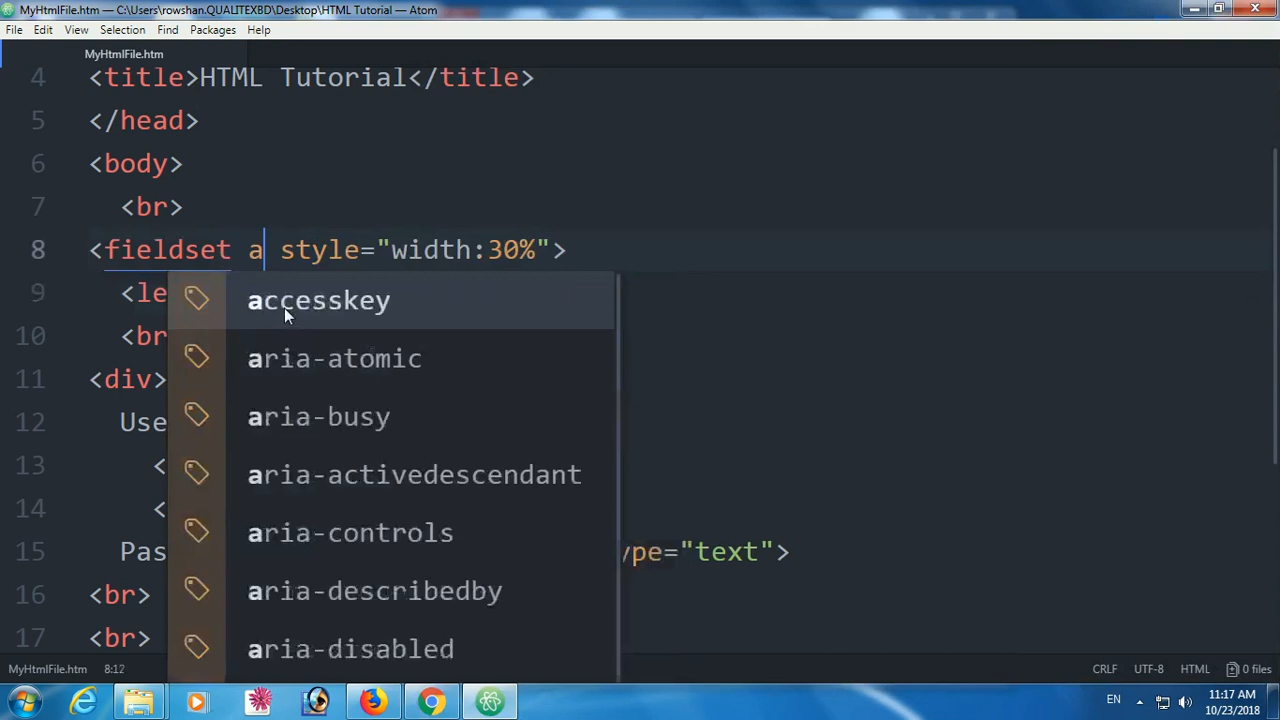 MyHtmlFile.htm — C:\Users\rowshan.QUALITEXBD\Desktop\HTML Tutorial — Atom
File Edit View Selection Find Packages Help
MyHtmlFile.htm
4 <title>HTML Tutorial</title>
5 </head>
6 <body>
7 <br>
8 <fieldset a style="width:30%">
9 <le
accesskey
10 <br
aria-atomic
11 <div>
aria-busy
12 Use
13 <
aria-activedescendant
14 <
aria-controls
15 Pas ype="text">
16 <br>
aria-describedby
17 <br>
aria-disabled
MyHtmlFile.htm 8:12 CRLF UTF-8 HTML 0 files
EN 11:17 AM
10/23/2018